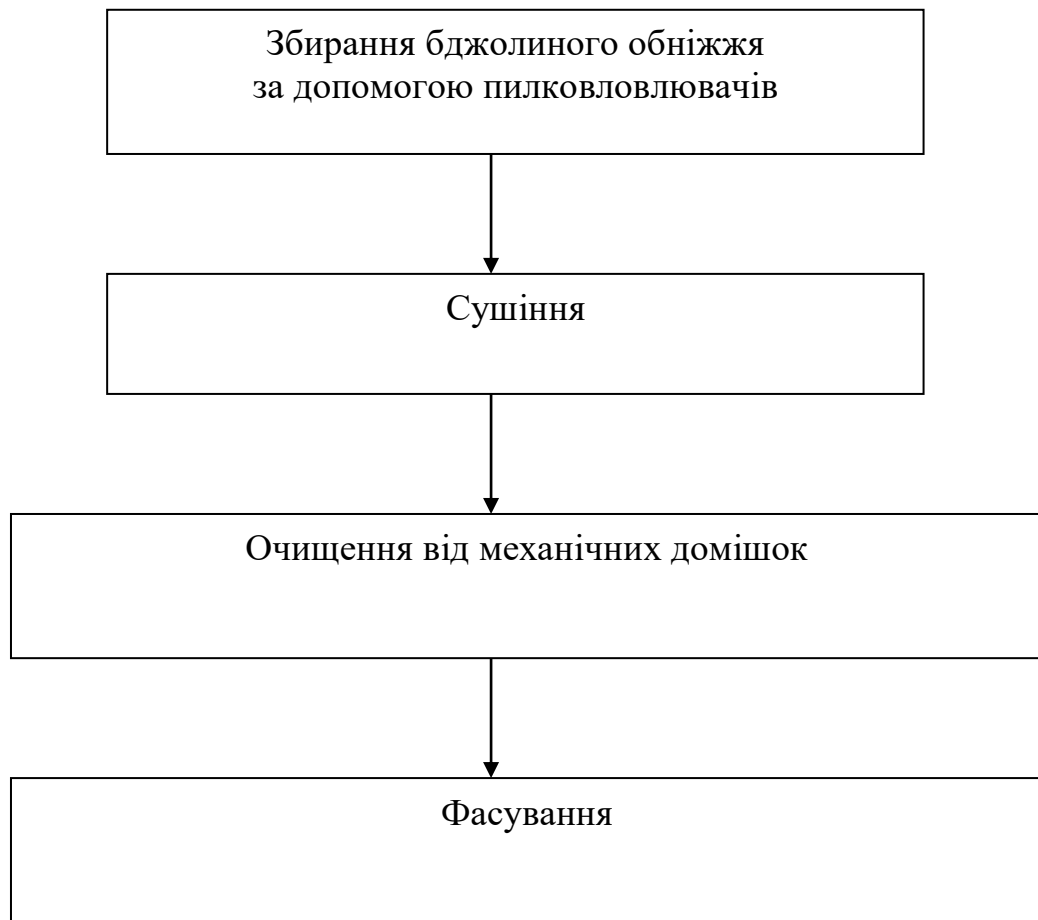 Збирання бджолиного обніжжя
за допомогою пилковловлювачів
Сушіння
Очищення від механічних домішок
Фасування